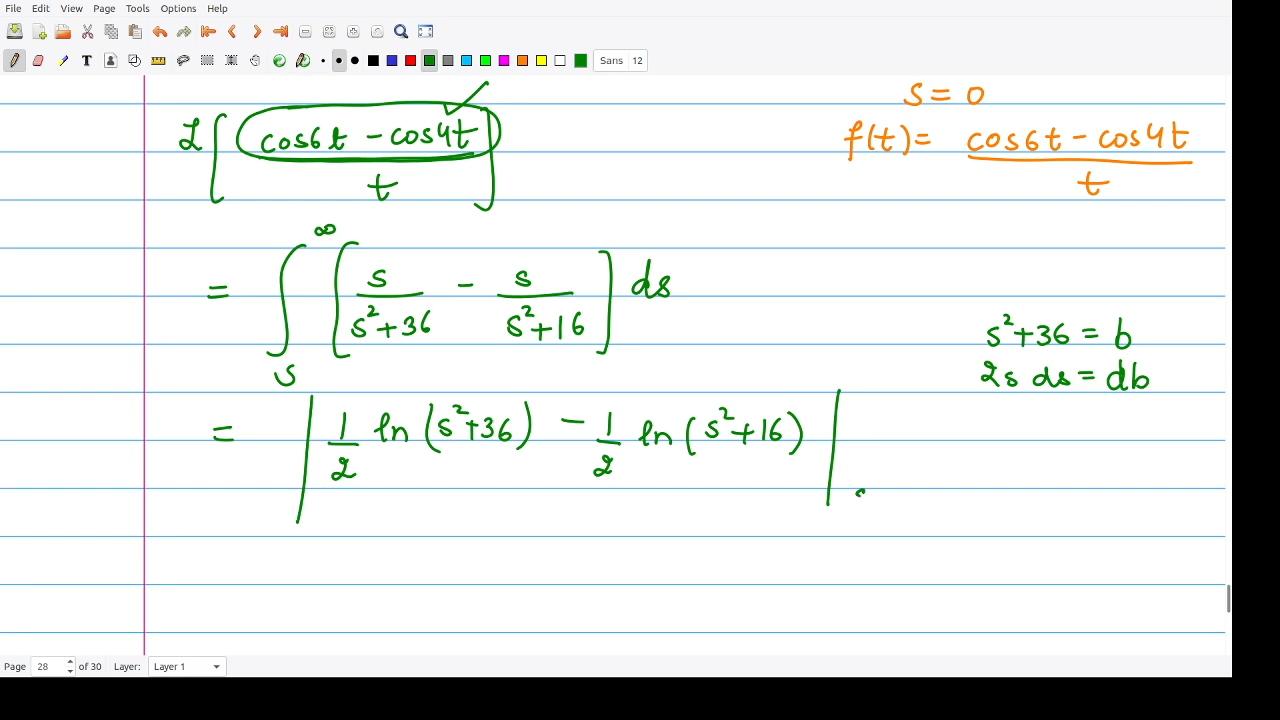 File Edit View Page Tools Options Help
Sans 12
s = 0
L[(cos6t - cos4t)/t]
f(t) = (cos6t - cos4t)/t
= ∫_s^∞ [s/(s²+36) - s/(s²+16)] ds
s²+36 = b
2s ds = db
= | 1/2 ln(s²+36) - 1/2 ln(s²+16) |
Page 28 of 30 Layer: Layer 1